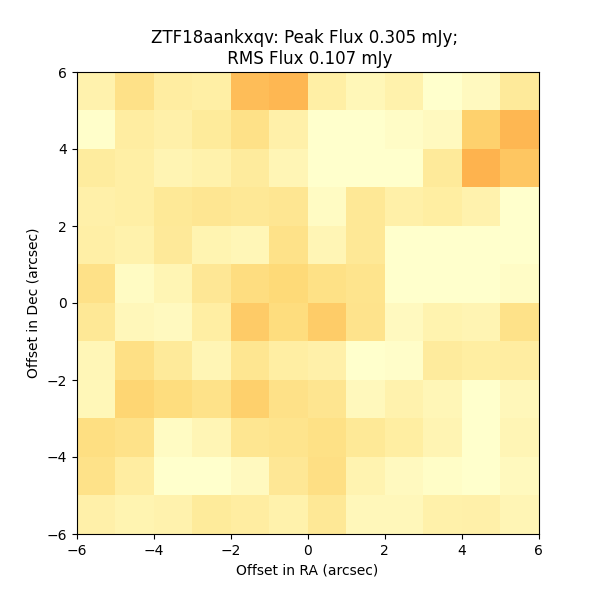 ZTF18aankxqv: Peak Flux 0.305 mJy;
RMS Flux 0.107 mJy
6
4
2
0
−2
−4
−6
Offset in Dec (arcsec)
−6 −4 −2 0 2 4 6
Offset in RA (arcsec)